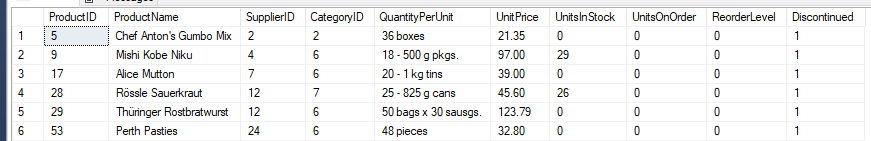 ProductID ProductName SupplierID CategoryID QuantityPerUnit UnitPrice UnitsInStock UnitsOnOrder ReorderLevel Discontinued
1 5 Chef Anton's Gumbo Mix 2 2 36 boxes 21.35 0 0 0 1
2 9 Mishi Kobe Niku 4 6 18 - 500 g pkgs. 97.00 29 0 0 1
3 17 Alice Mutton 7 6 20 - 1 kg tins 39.00 0 0 0 1
4 28 Rössle Sauerkraut 12 7 25 - 825 g cans 45.60 26 0 0 1
5 29 Thüringer Rostbratwurst 12 6 50 bags x 30 sausgs. 123.79 0 0 0 1
6 53 Perth Pasties 24 6 48 pieces 32.80 0 0 0 1